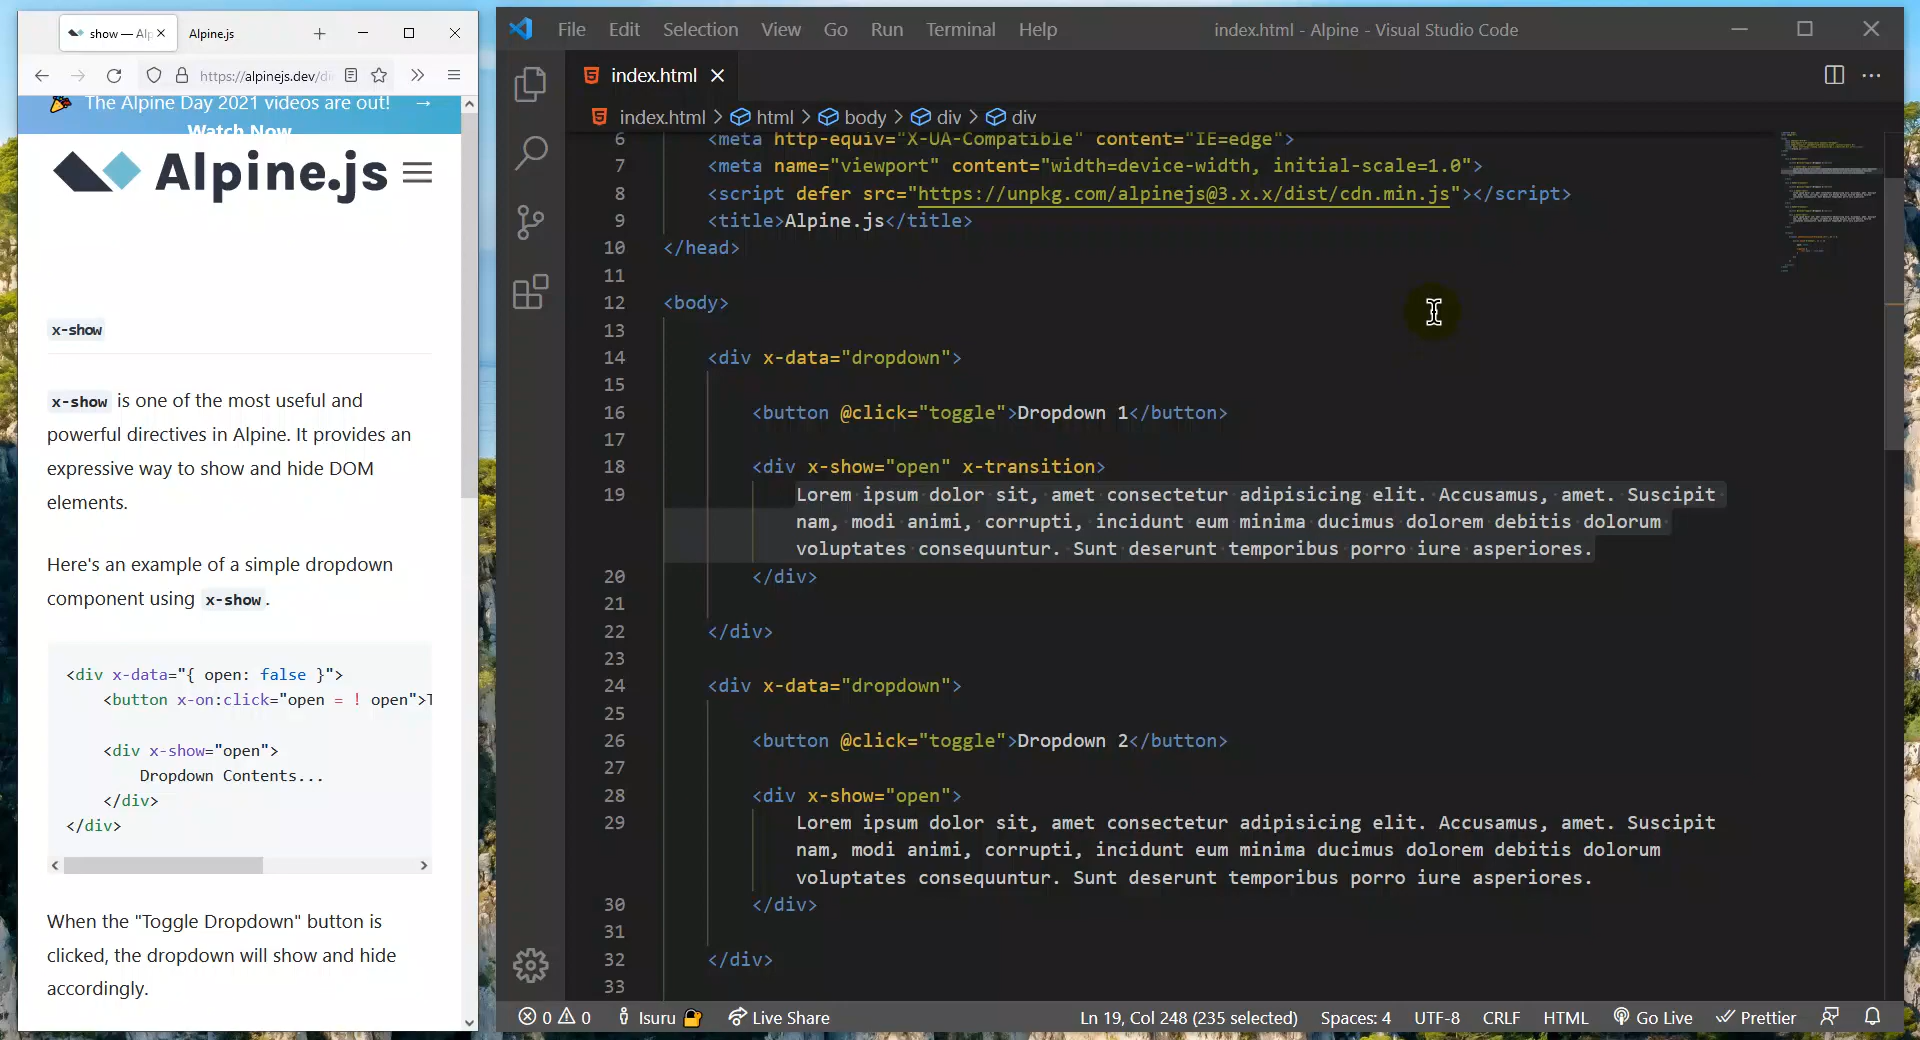 show — Alp
Alpine.js
https://alpinejs.dev/di
The Alpine Day 2021 videos are out! →
Watch Now
Alpine.js
x-show
x-show is one of the most useful and
powerful directives in Alpine. It provides an
expressive way to show and hide DOM
elements.
Here's an example of a simple dropdown
component using x-show.
<div x-data="{ open: false }">
<button x-on:click="open = ! open">T
<div x-show="open">
Dropdown Contents...
</div>
</div>
When the "Toggle Dropdown" button is
clicked, the dropdown will show and hide
accordingly.
File Edit Selection View Go Run Terminal Help
index.html - Alpine - Visual Studio Code
index.html
index.html > html > body > div > div
6 <meta http-equiv="X-UA-Compatible" content="IE=edge">
7 <meta name="viewport" content="width=device-width, initial-scale=1.0">
8 <script defer src="https://unpkg.com/alpinejs@3.x.x/dist/cdn.min.js"></script>
9 <title>Alpine.js</title>
10 </head>
11
12 <body>
13
14 <div x-data="dropdown">
15
16 <button @click="toggle">Dropdown 1</button>
17
18 <div x-show="open" x-transition>
19 Lorem ipsum dolor sit, amet consectetur adipisicing elit. Accusamus, amet. Suscipit
nam, modi animi, corrupti, incidunt eum minima ducimus dolorem debitis dolorum
voluptates consequuntur. Sunt deserunt temporibus porro iure asperiores.
20 </div>
21
22 </div>
23
24 <div x-data="dropdown">
25
26 <button @click="toggle">Dropdown 2</button>
27
28 <div x-show="open">
29 Lorem ipsum dolor sit, amet consectetur adipisicing elit. Accusamus, amet. Suscipit
nam, modi animi, corrupti, incidunt eum minima ducimus dolorem debitis dolorum
voluptates consequuntur. Sunt deserunt temporibus porro iure asperiores.
30 </div>
31
32 </div>
33
0 0 Isuru Live Share Ln 19, Col 248 (235 selected) Spaces: 4 UTF-8 CRLF HTML Go Live Prettier